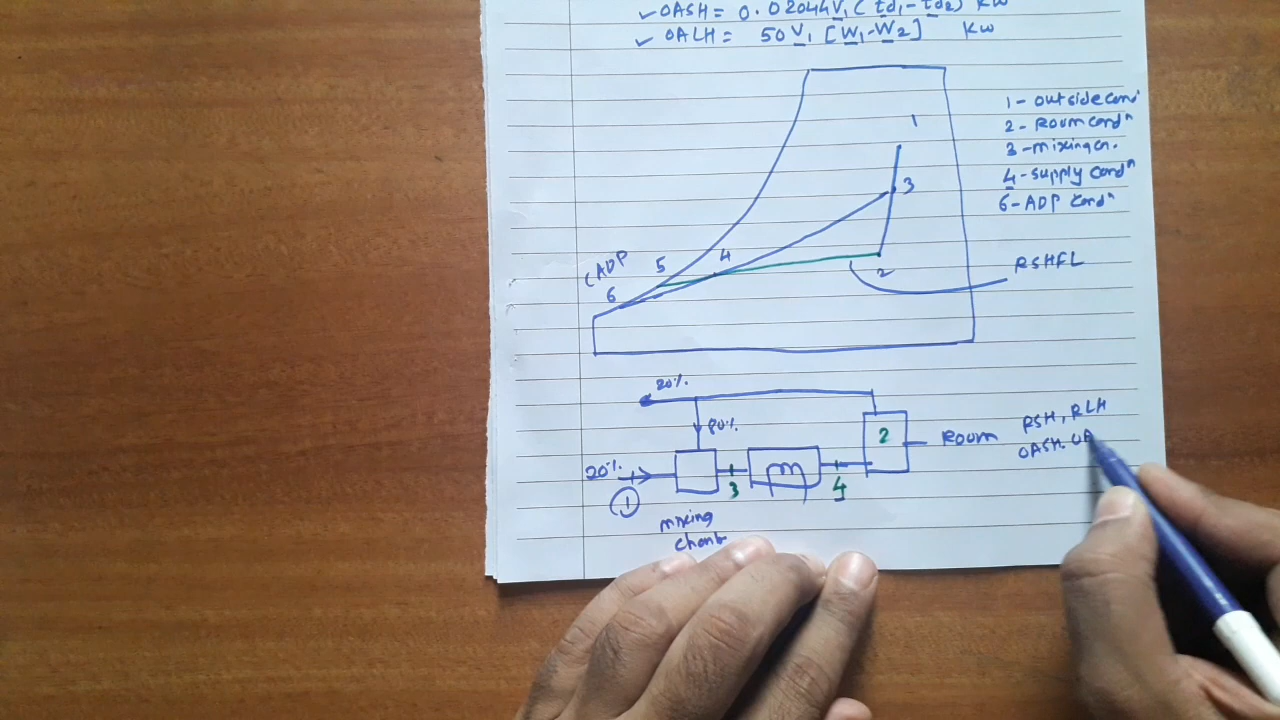 ✓ OASH = 0.02044 V₁ (td₁-td₂) KW
✓ OALH = 50 V₁ [W₁-W₂] KW
1 - outside condⁿ
2 - Room condⁿ
3 - mixing cn.
4 - supply condⁿ
6 - ADP condⁿ
1
3
4
5
(ADP
6
2
RSHFL
20%.
80%.
2
Room
RSH, RLH
OASH. OA
20%.
1
3
4
mixing
chamb